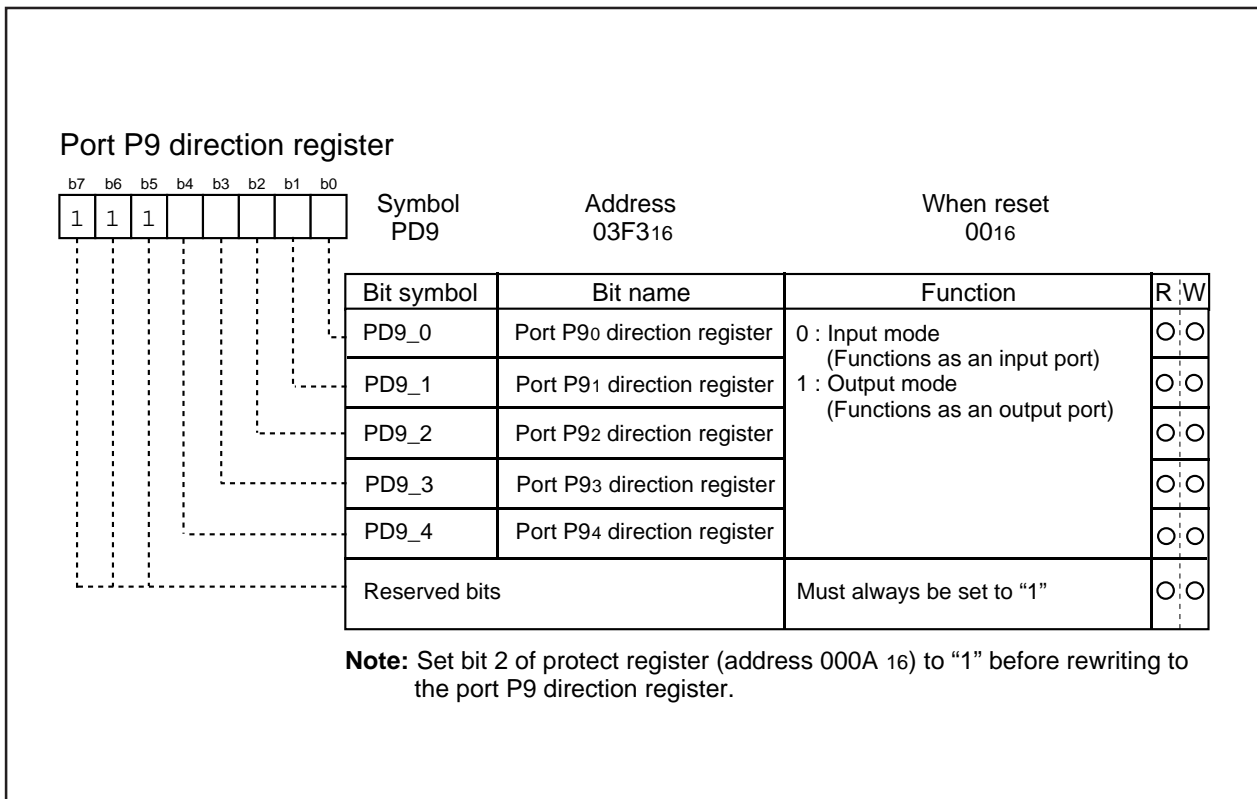 Port P9 direction register
b7 b6 b5 b4 b3 b2 b1 b0
1 1 1
Symbol Address When reset
PD9 03F316 0016
Bit symbol Bit name Function R W
PD9_0 Port P90 direction register
0 : Input mode
(Functions as an input port)
1 : Output mode
(Functions as an output port)
PD9_1 Port P91 direction register
PD9_2 Port P92 direction register
PD9_3 Port P93 direction register
PD9_4 Port P94 direction register
Reserved bits Must always be set to “1”
Note: Set bit 2 of protect register (address 000A 16) to “1” before rewriting to
the port P9 direction register.